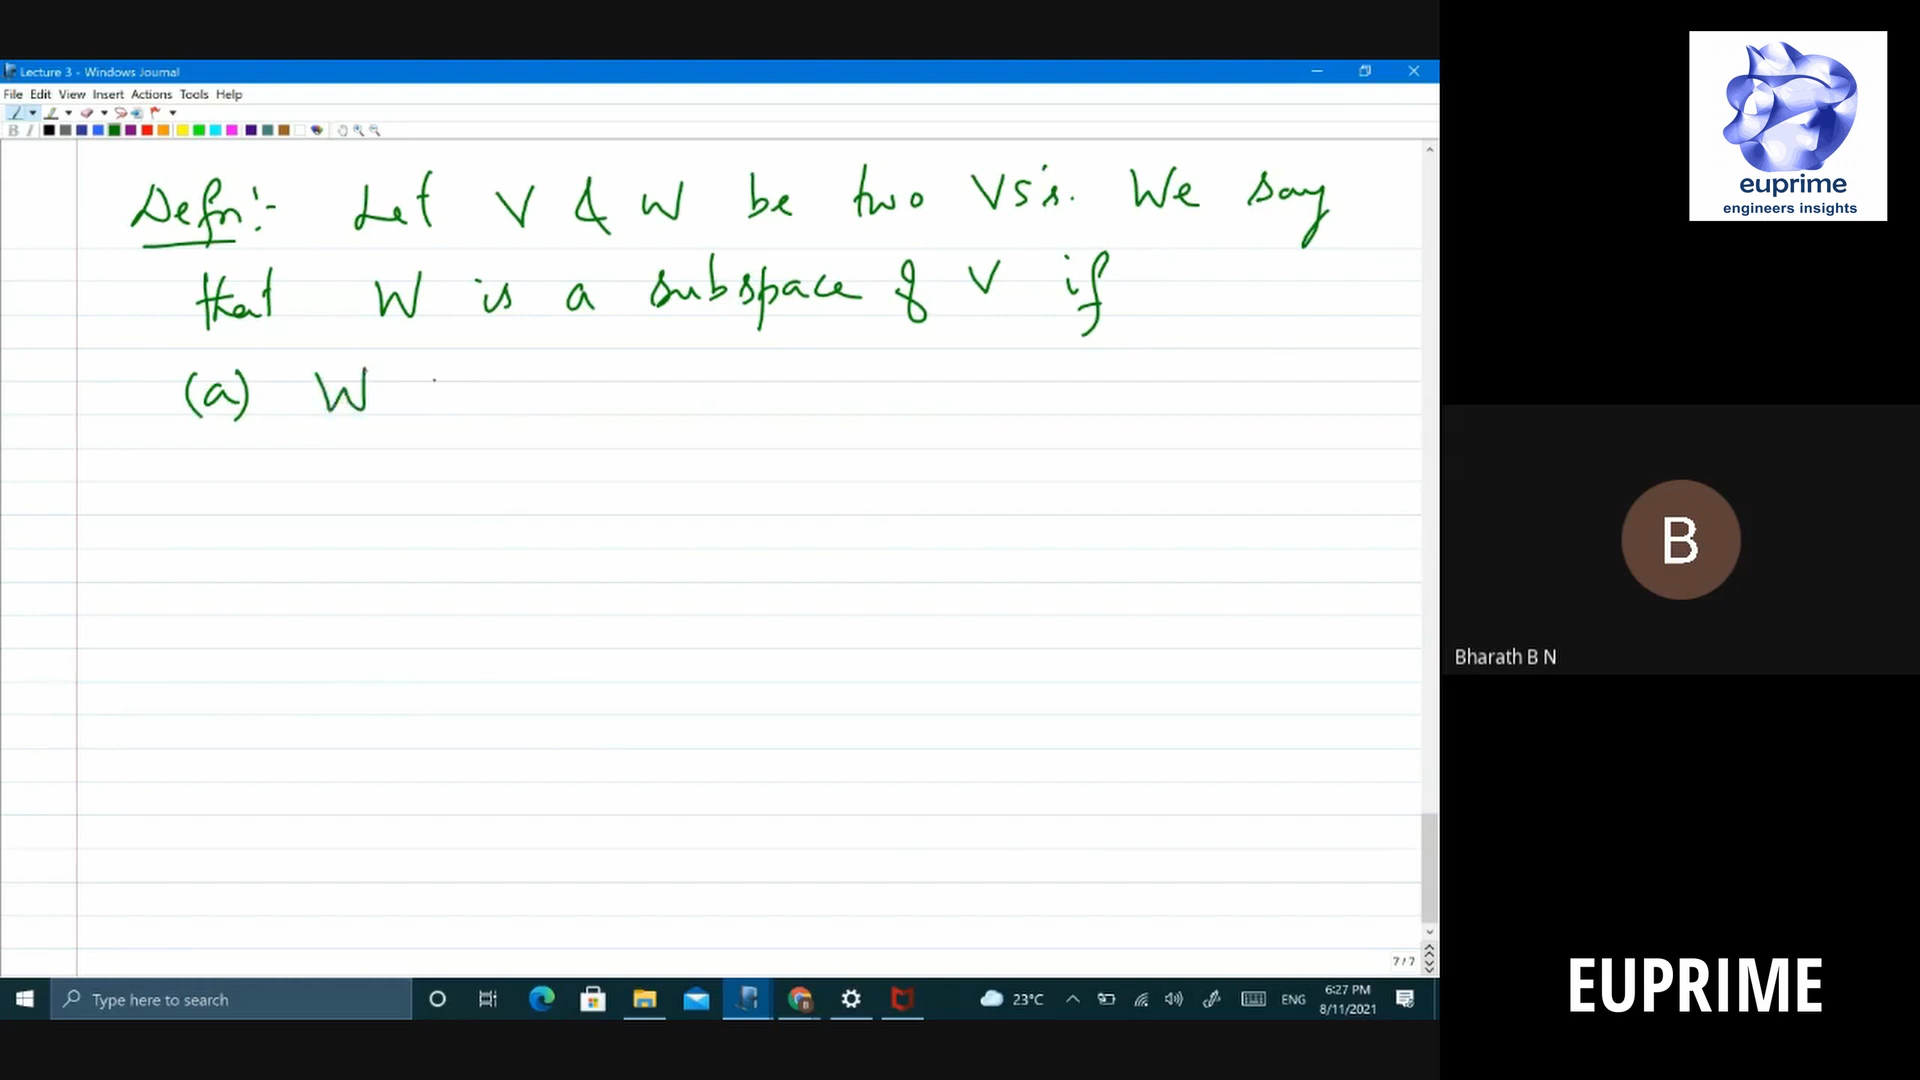 Lecture 3 - Windows Journal
File Edit View Insert Actions Tools Help
B I
Defn:- Let V & W be two VS's. We say
that W is a subspace of V if
(a) W
7 / 7
Type here to search
23°C
ENG
6:27 PM
8/11/2021
euprime
engineers insights
B
Bharath B N
EUPRIME